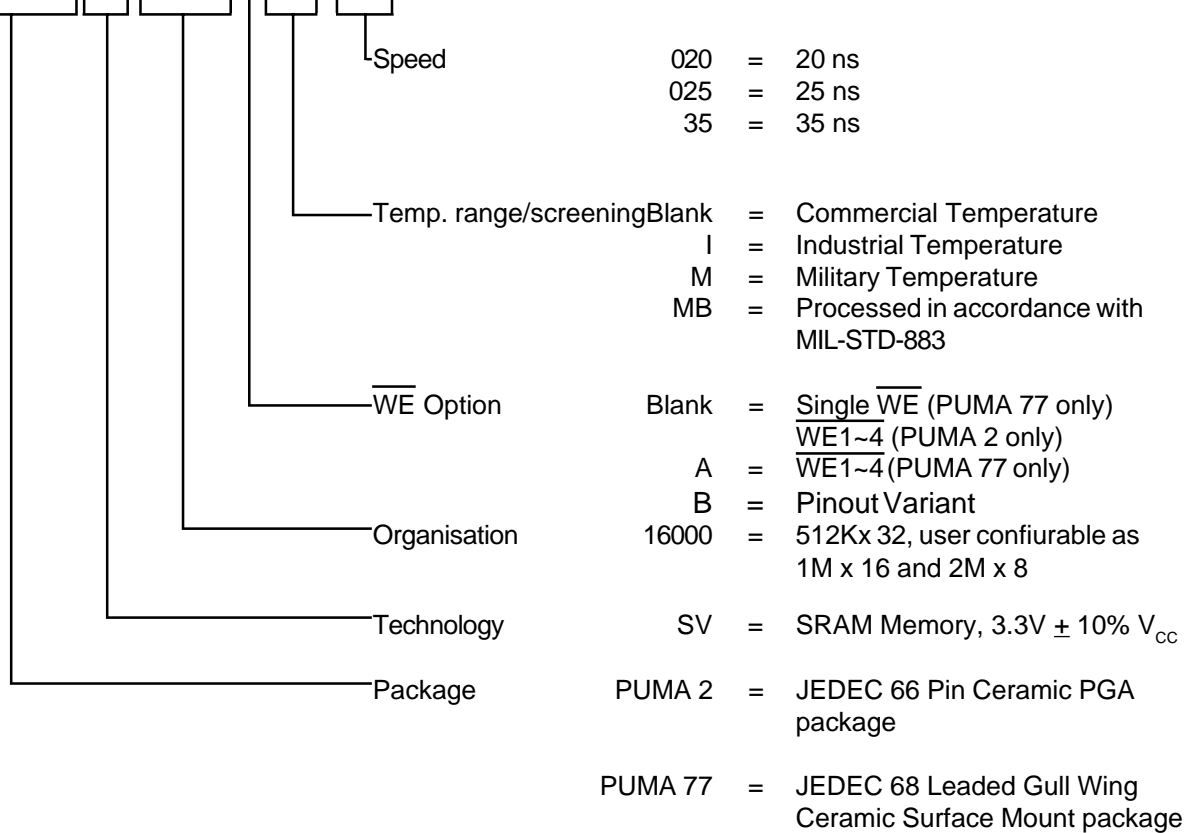 Speed 020 = 20 ns
025 = 25 ns
35 = 35 ns
Temp. range/screeningBlank = Commercial Temperature
I = Industrial Temperature
M = Military Temperature
MB = Processed in accordance with
MIL-STD-883
WE Option Blank = Single WE (PUMA 77 only)
WE1~4 (PUMA 2 only)
A = WE1~4 (PUMA 77 only)
B = Pinout Variant
Organisation 16000 = 512Kx 32, user confiurable as
1M x 16 and 2M x 8
Technology SV = SRAM Memory, 3.3V ± 10% VCC
Package PUMA 2 = JEDEC 66 Pin Ceramic PGA
package
PUMA 77 = JEDEC 68 Leaded Gull Wing
Ceramic Surface Mount package